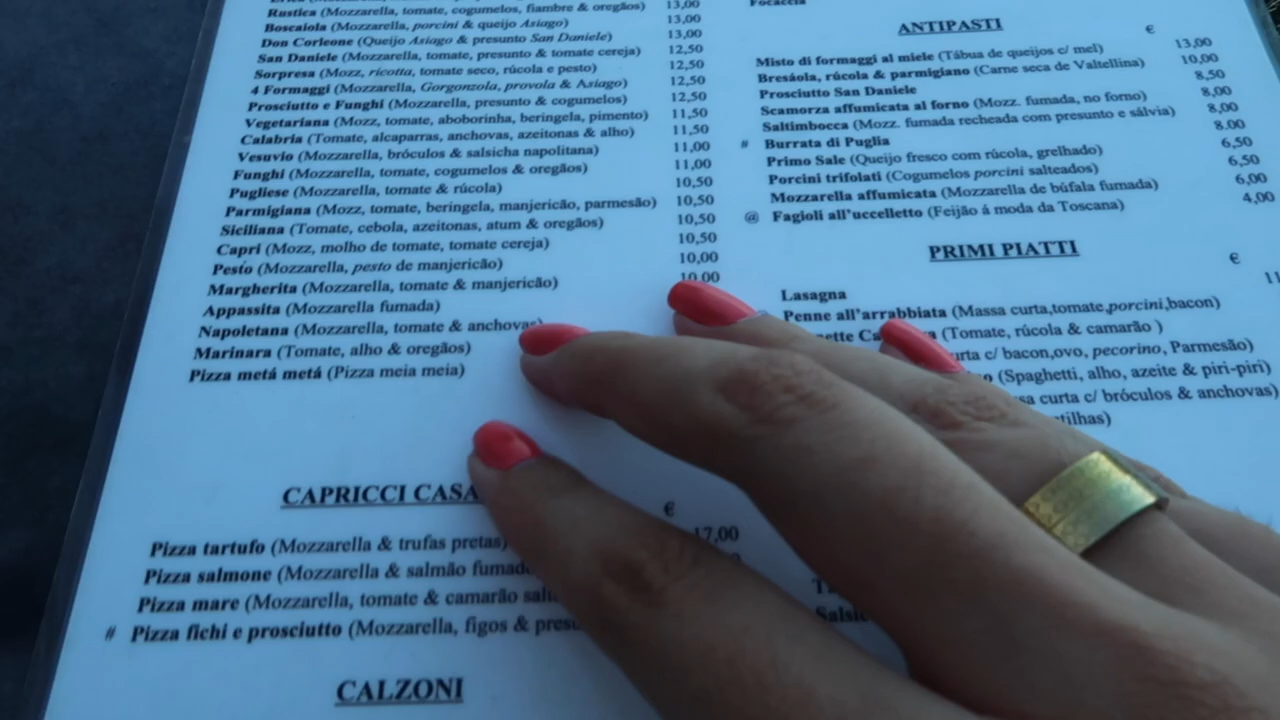 Rustica (Mozzarella, tomate, cogumelos, fiambre & oregãos) 13,00
Boscaiola (Mozzarella, porcini & queijo Asiago) 13,00
Don Corleone (Queijo Asiago & presunto San Daniele) 13,00
San Daniele (Mozzarella, tomate, presunto & tomate cereja) 12,50
Sorpresa (Mozz, ricotta, tomate seco, rúcola e pesto) 12,50
4 Formaggi (Mozzarella, Gorgonzola, provola & Asiago) 12,50
Prosciutto e Funghi (Mozzarella, presunto & cogumelos) 12,50
Vegetariana (Mozz, tomate, aboborinha, beringela, pimento) 11,50
Calabria (Tomate, alcaparras, anchovas, azeitonas & alho) 11,50
Vesuvio (Mozzarella, bróculos & salsicha napolitana) 11,00
Funghi (Mozzarella, tomate, cogumelos & oregãos) 11,00
Pugliese (Mozzarella, tomate & rúcola) 10,50
Parmigiana (Mozz, tomate, beringela, manjericão, parmesão) 10,50
Siciliana (Tomate, cebola, azeitonas, atum & oregãos) 10,50
Capri (Mozz, molho de tomate, tomate cereja) 10,50
Pesto (Mozzarella, pesto de manjericão) 10,00
Margherita (Mozzarella, tomate & manjericão) 10,00
Appassita (Mozzarella fumada)
Napoletana (Mozzarella, tomate & anchovas)
Marinara (Tomate, alho & oregãos)
Pizza metá metá (Pizza meia meia)
CAPRICCI CASA
€
Pizza tartufo (Mozzarella & trufas pretas) 17,00
Pizza salmone (Mozzarella & salmão fumado
Pizza mare (Mozzarella, tomate & camarão
# Pizza fichi e prosciutto (Mozzarella, figos &
CALZONI
Focaccia
ANTIPASTI
€
Misto di formaggi al miele (Tábua de queijos c/ mel) 13,00
Bresáola, rúcola & parmigiano (Carne seca de Valtellina) 10,00
Prosciutto San Daniele 8,50
Scamorza affumicata al forno (Mozz. fumada, no forno) 8,00
Saltimbocca (Mozz. fumada recheada com presunto e sálvia) 8,00
# Burrata di Puglia 8.00
Primo Sale (Queijo fresco com rúcola, grelhado) 6,50
Porcini trifolati (Cogumelos porcini salteados) 6,50
Mozzarella affumicata (Mozzarella de búfala fumada) 6,00
@ Fagioli all'uccelletto (Feijão á moda da Toscana) 4,00
PRIMI PIATTI
€
Lasagna 11
Penne all'arrabbiata (Massa curta,tomate,porcini,bacon)
(Tomate, rúcula & camarão )
c/ bacon,ovo, pecorino, Parmesão)
(Spaghetti, alho, azeite & piri-piri)
curta c/ bróculos & anchovas)